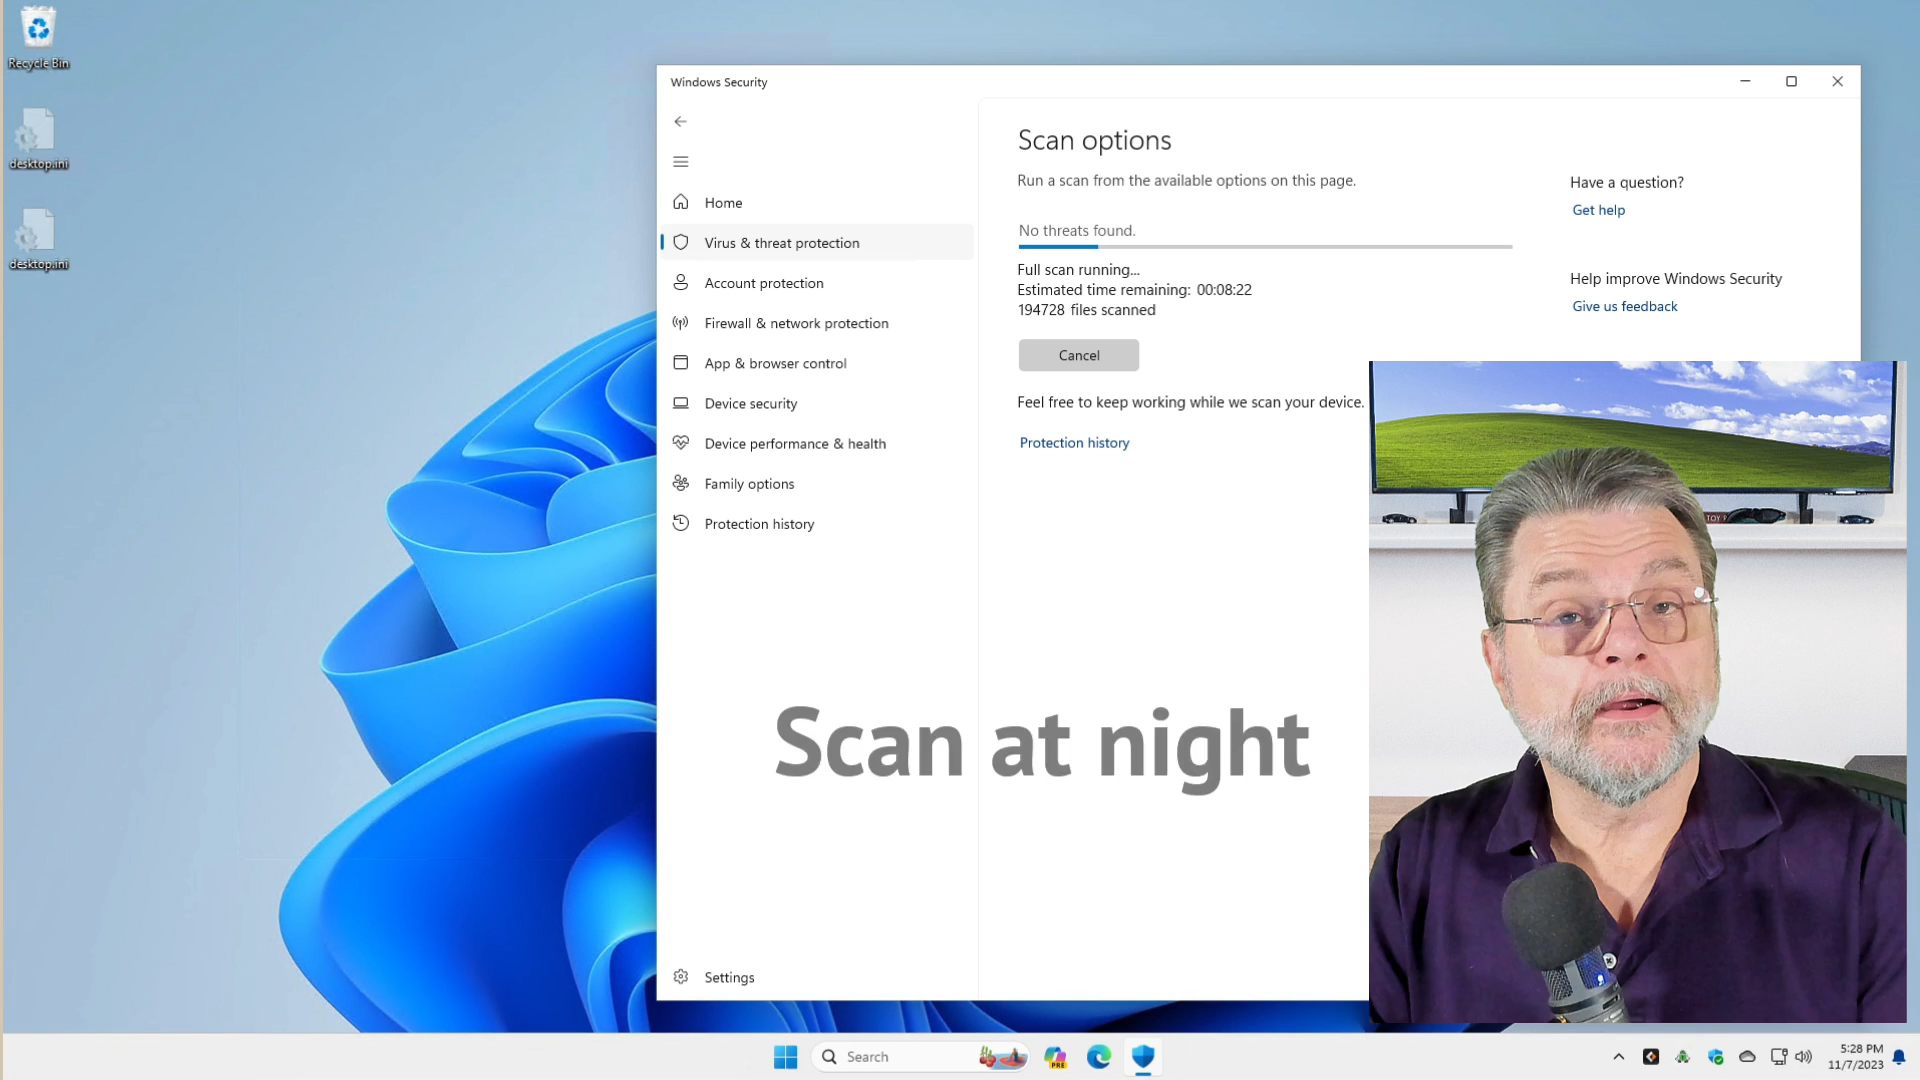 Recycle Bin
desktop.ini
desktop.ini
Windows Security
Home
Virus & threat protection
Account protection
Firewall & network protection
App & browser control
Device security
Device performance & health
Family options
Protection history
Settings
Scan options
Run a scan from the available options on this page.
No threats found.
Full scan running...
Estimated time remaining: 00:08:22
194728 files scanned
Cancel
Feel free to keep working while we scan your device.
Protection history
Have a question?
Get help
Help improve Windows Security
Give us feedback
Scan at night
Search
PRE
5:28 PM
11/7/2023